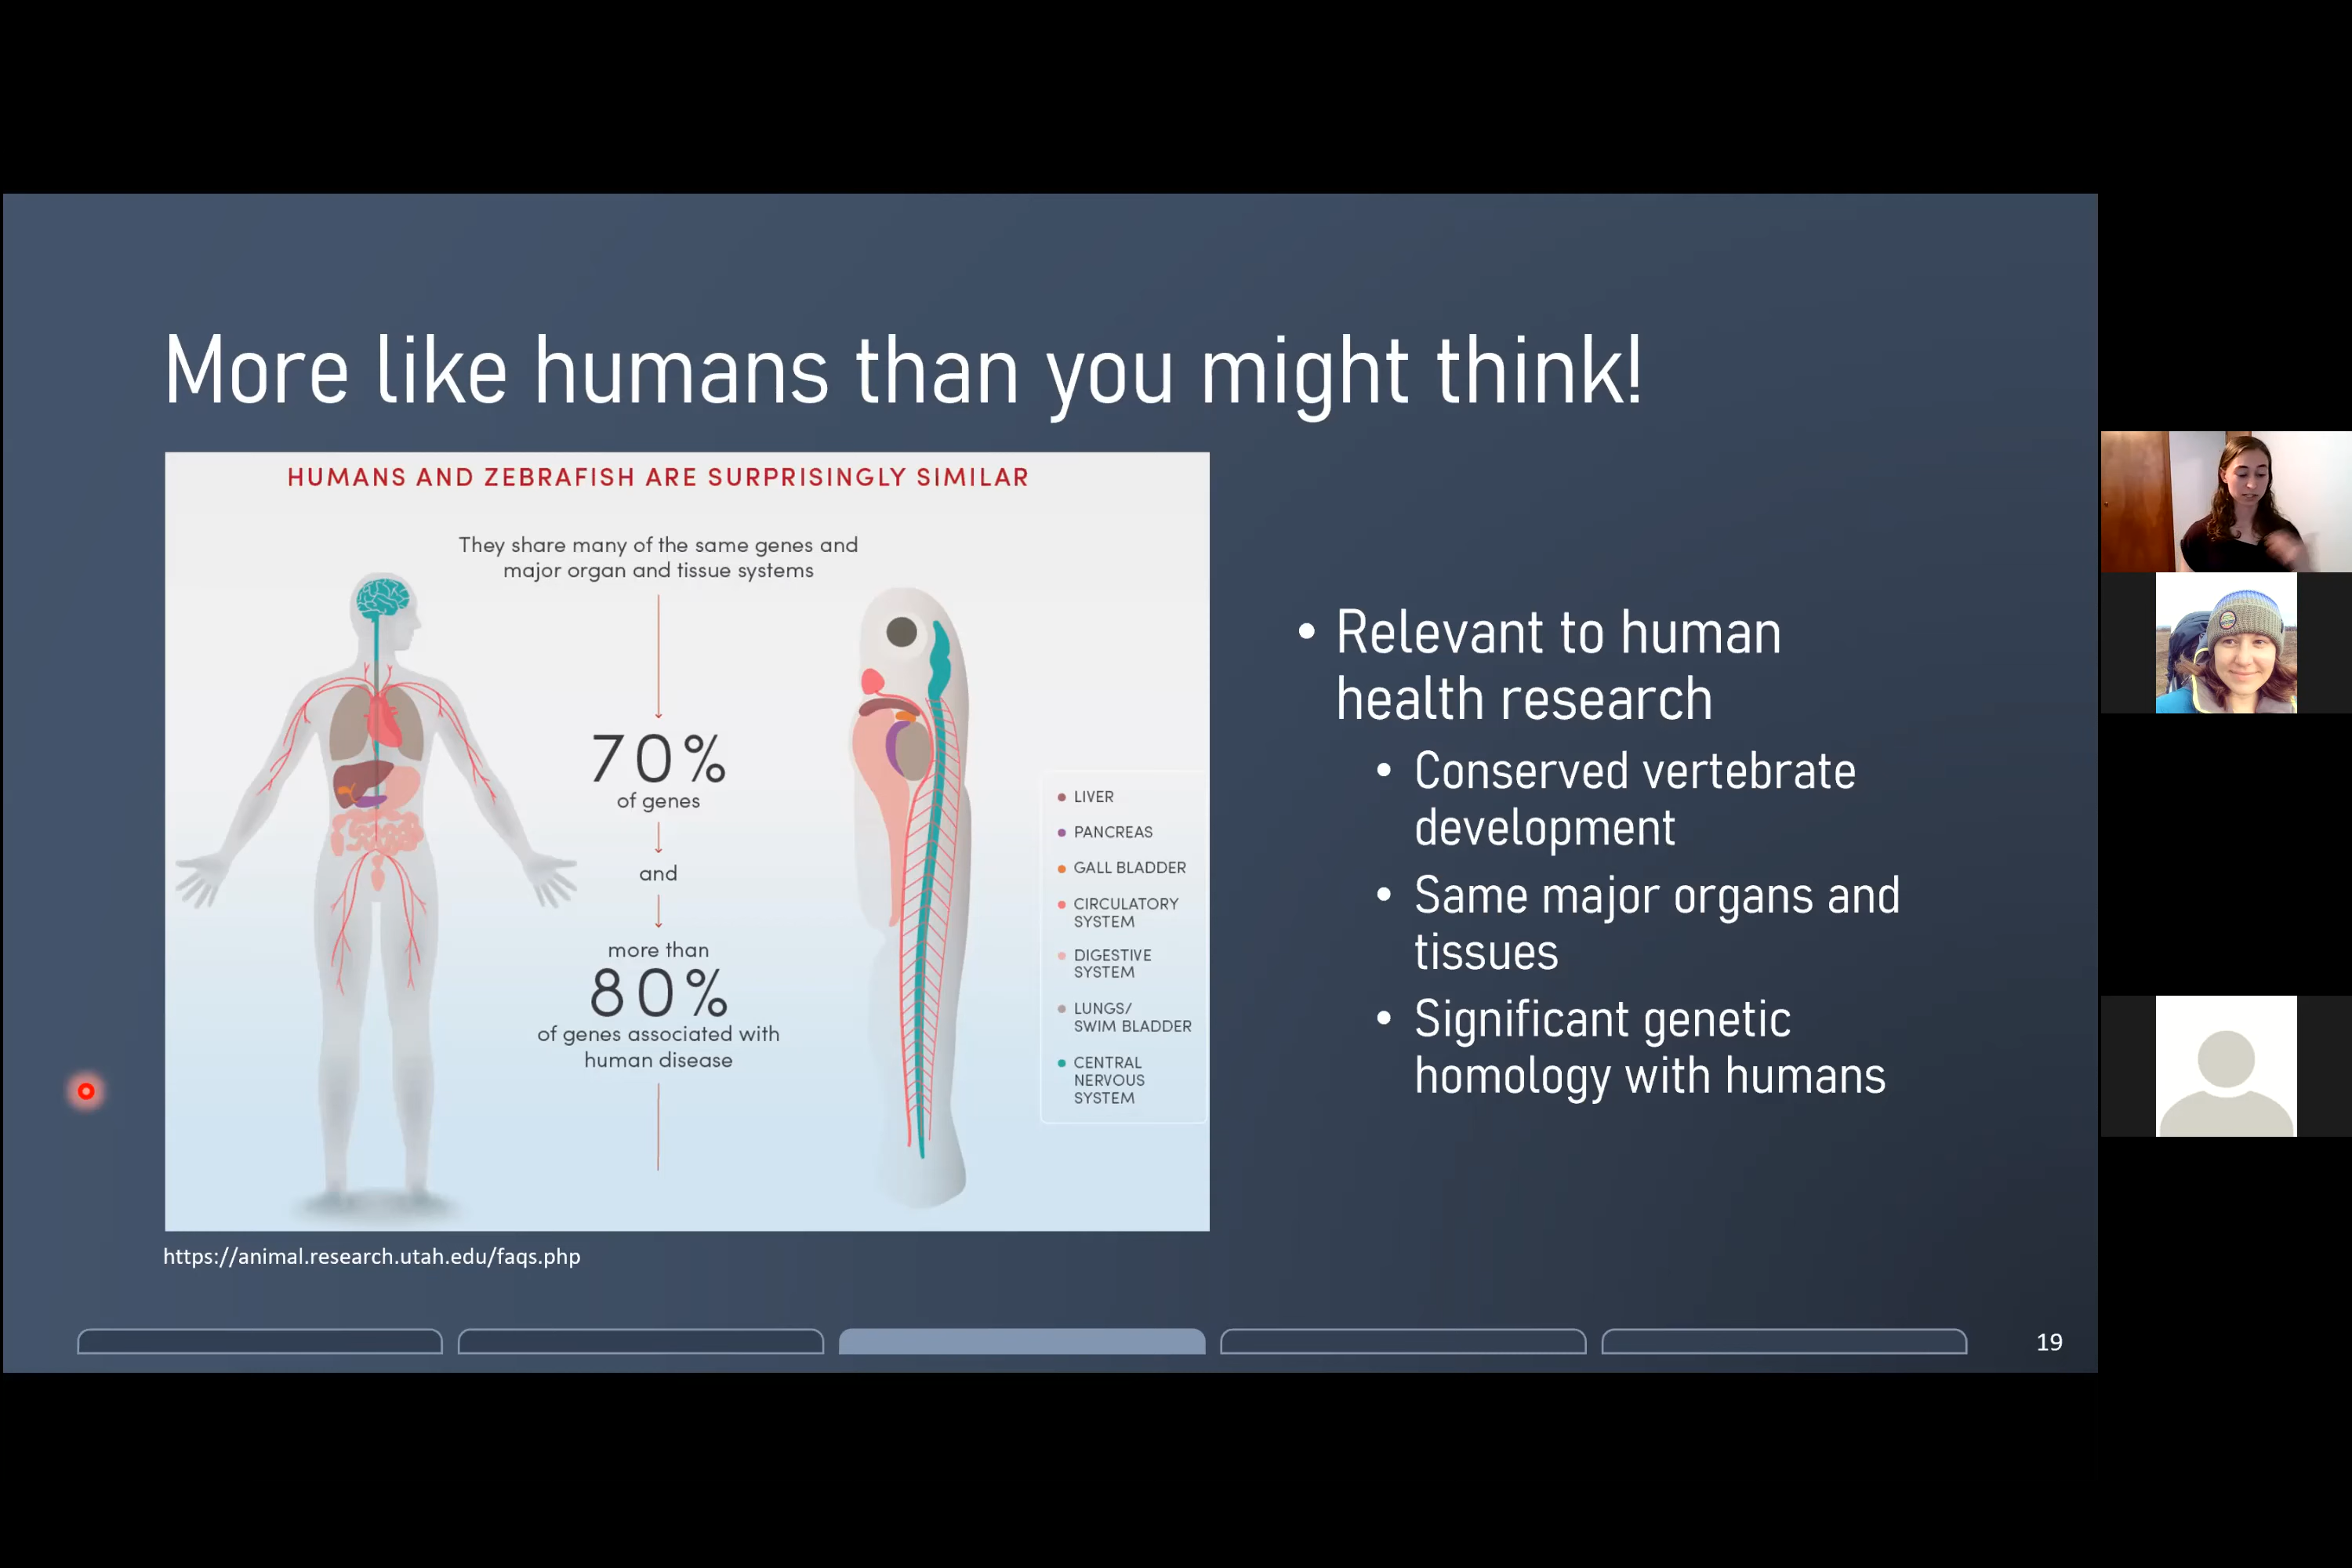 More like humans than you might think!
HUMANS AND ZEBRAFISH ARE SURPRISINGLY SIMILAR
They share many of the same genes and
major organ and tissue systems
70%
of genes
and
more than
80%
of genes associated with
human disease
LIVER
PANCREAS
GALL BLADDER
CIRCULATORY
SYSTEM
DIGESTIVE
SYSTEM
LUNGS/
SWIM BLADDER
CENTRAL
NERVOUS
SYSTEM
https://animal.research.utah.edu/faqs.php
• Relevant to human
health research
• Conserved vertebrate
development
• Same major organs and
tissues
• Significant genetic
homology with humans
19